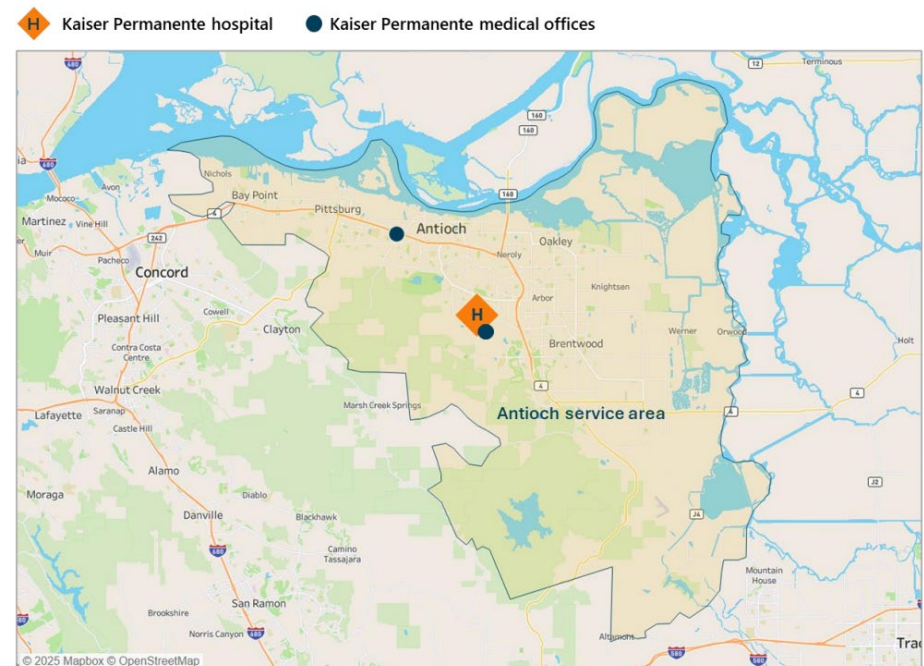 H Kaiser Permanente hospital Kaiser Permanente medical offices
680
12
Terminous
160
160
Nichols
Avon
Mococo
Bay Point
160
Martinez
Vine Hill
4
Pittsburg
Antioch
242
Muir
Pacheco
Oakley
Neroly
Concord
Knightsen
Arbor
H
Pleasant Hill
Cowell
Clayton
Contra Costa
Centre
Brentwood
Werner
Orwood
Holt
Walnut Creek
4
Marsh Creek Springs
4
4
Lafayette
Saranap
Antioch service area
Castle Hill
Alamo
J2
Moraga
Diablo
Danville
Blackhawk
J4
680
Camino
Tassajara
Mountain
House
San Ramon
Brookshire
Norris Canyon
680
Altamont
580
580
Trac
© 2025 Mapbox © OpenStreetMap